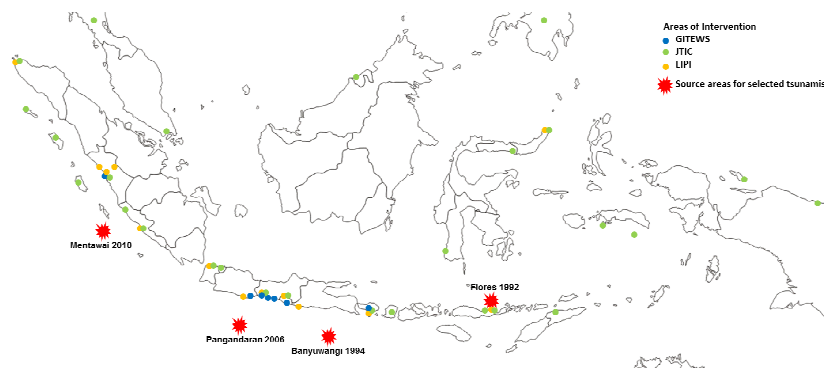 Areas of Intervention
GITEWS
JTIC
LIPI
Source areas for selected tsunamis
Mentawai 2010
Flores 1992
Pangandaran 2006
Banyuwangi 1994